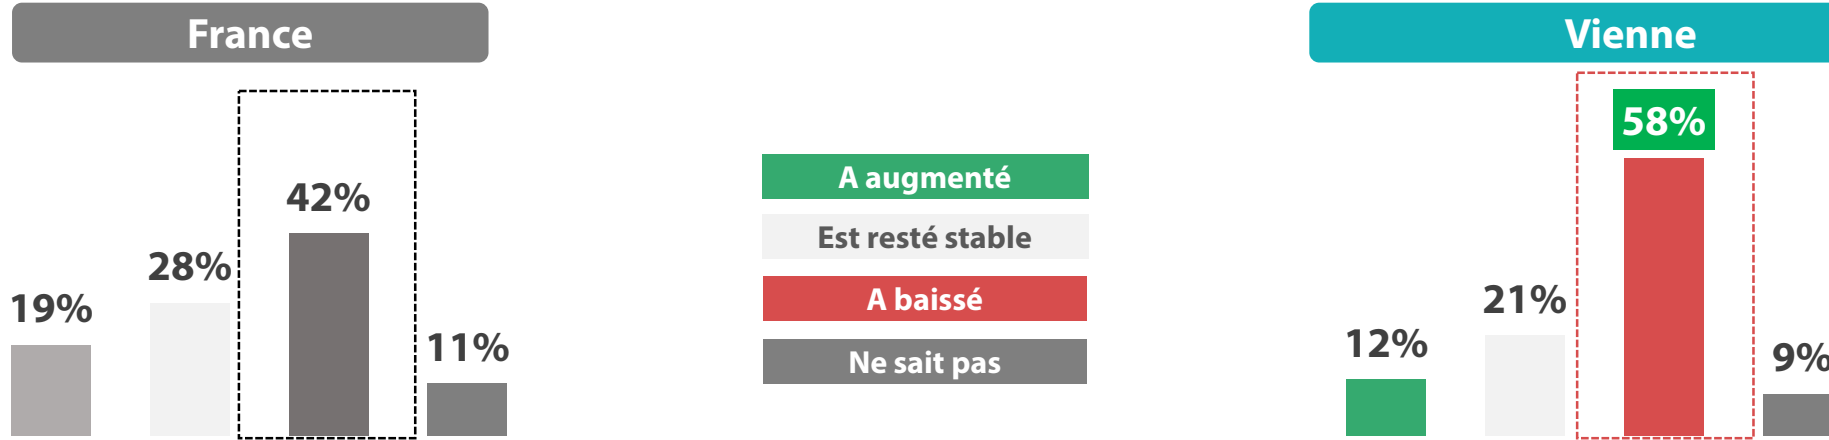 France
42%
28%
19%
11%
A augmenté
Est resté stable
A baissé
Ne sait pas
Vienne
58%
21%
12%
9%